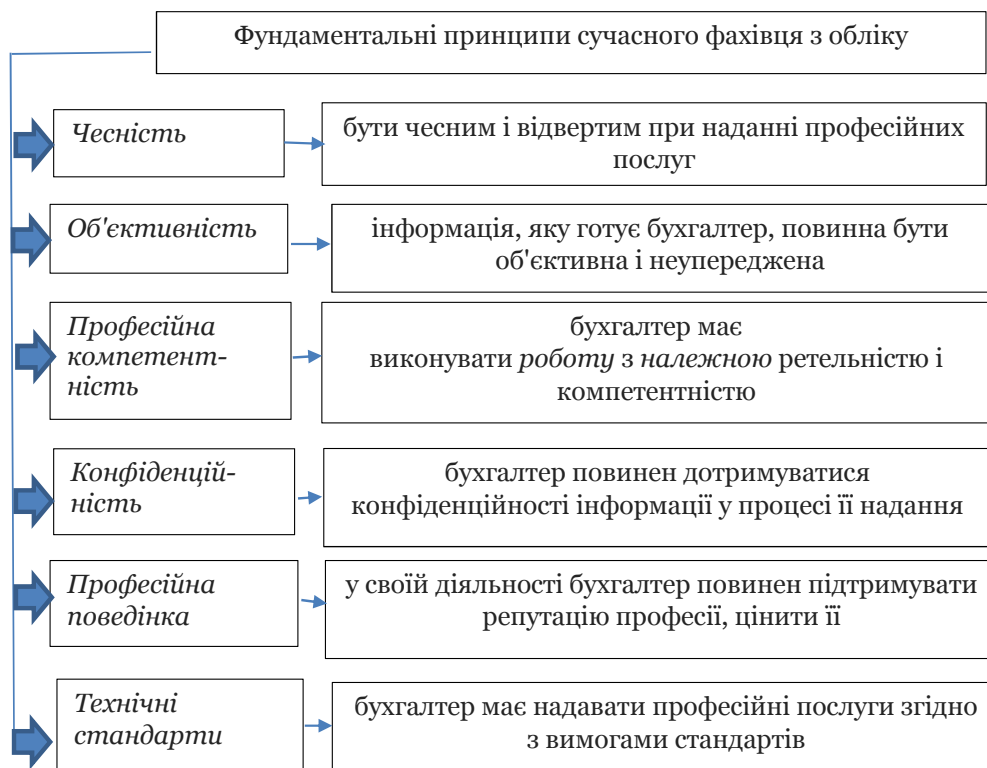 Фундаментальні принципи сучасного фахівця з обліку
Чесність
бути чесним і відвертим при наданні професійних
послуг
Об'єктивність
інформація, яку готує бухгалтер, повинна бути
об'єктивна і неупереджена
Професійна
компетент-
ність
бухгалтер має
виконувати роботу з належною ретельністю і
компетентністю
Конфіденцій-
ність
бухгалтер повинен дотримуватися
конфіденційності інформації у процесі її надання
Професійна
поведінка
у своїй діяльності бухгалтер повинен підтримувати
репутацію професії, цінити її
Технічні
стандарти
бухгалтер має надавати професійні послуги згідно
з вимогами стандартів